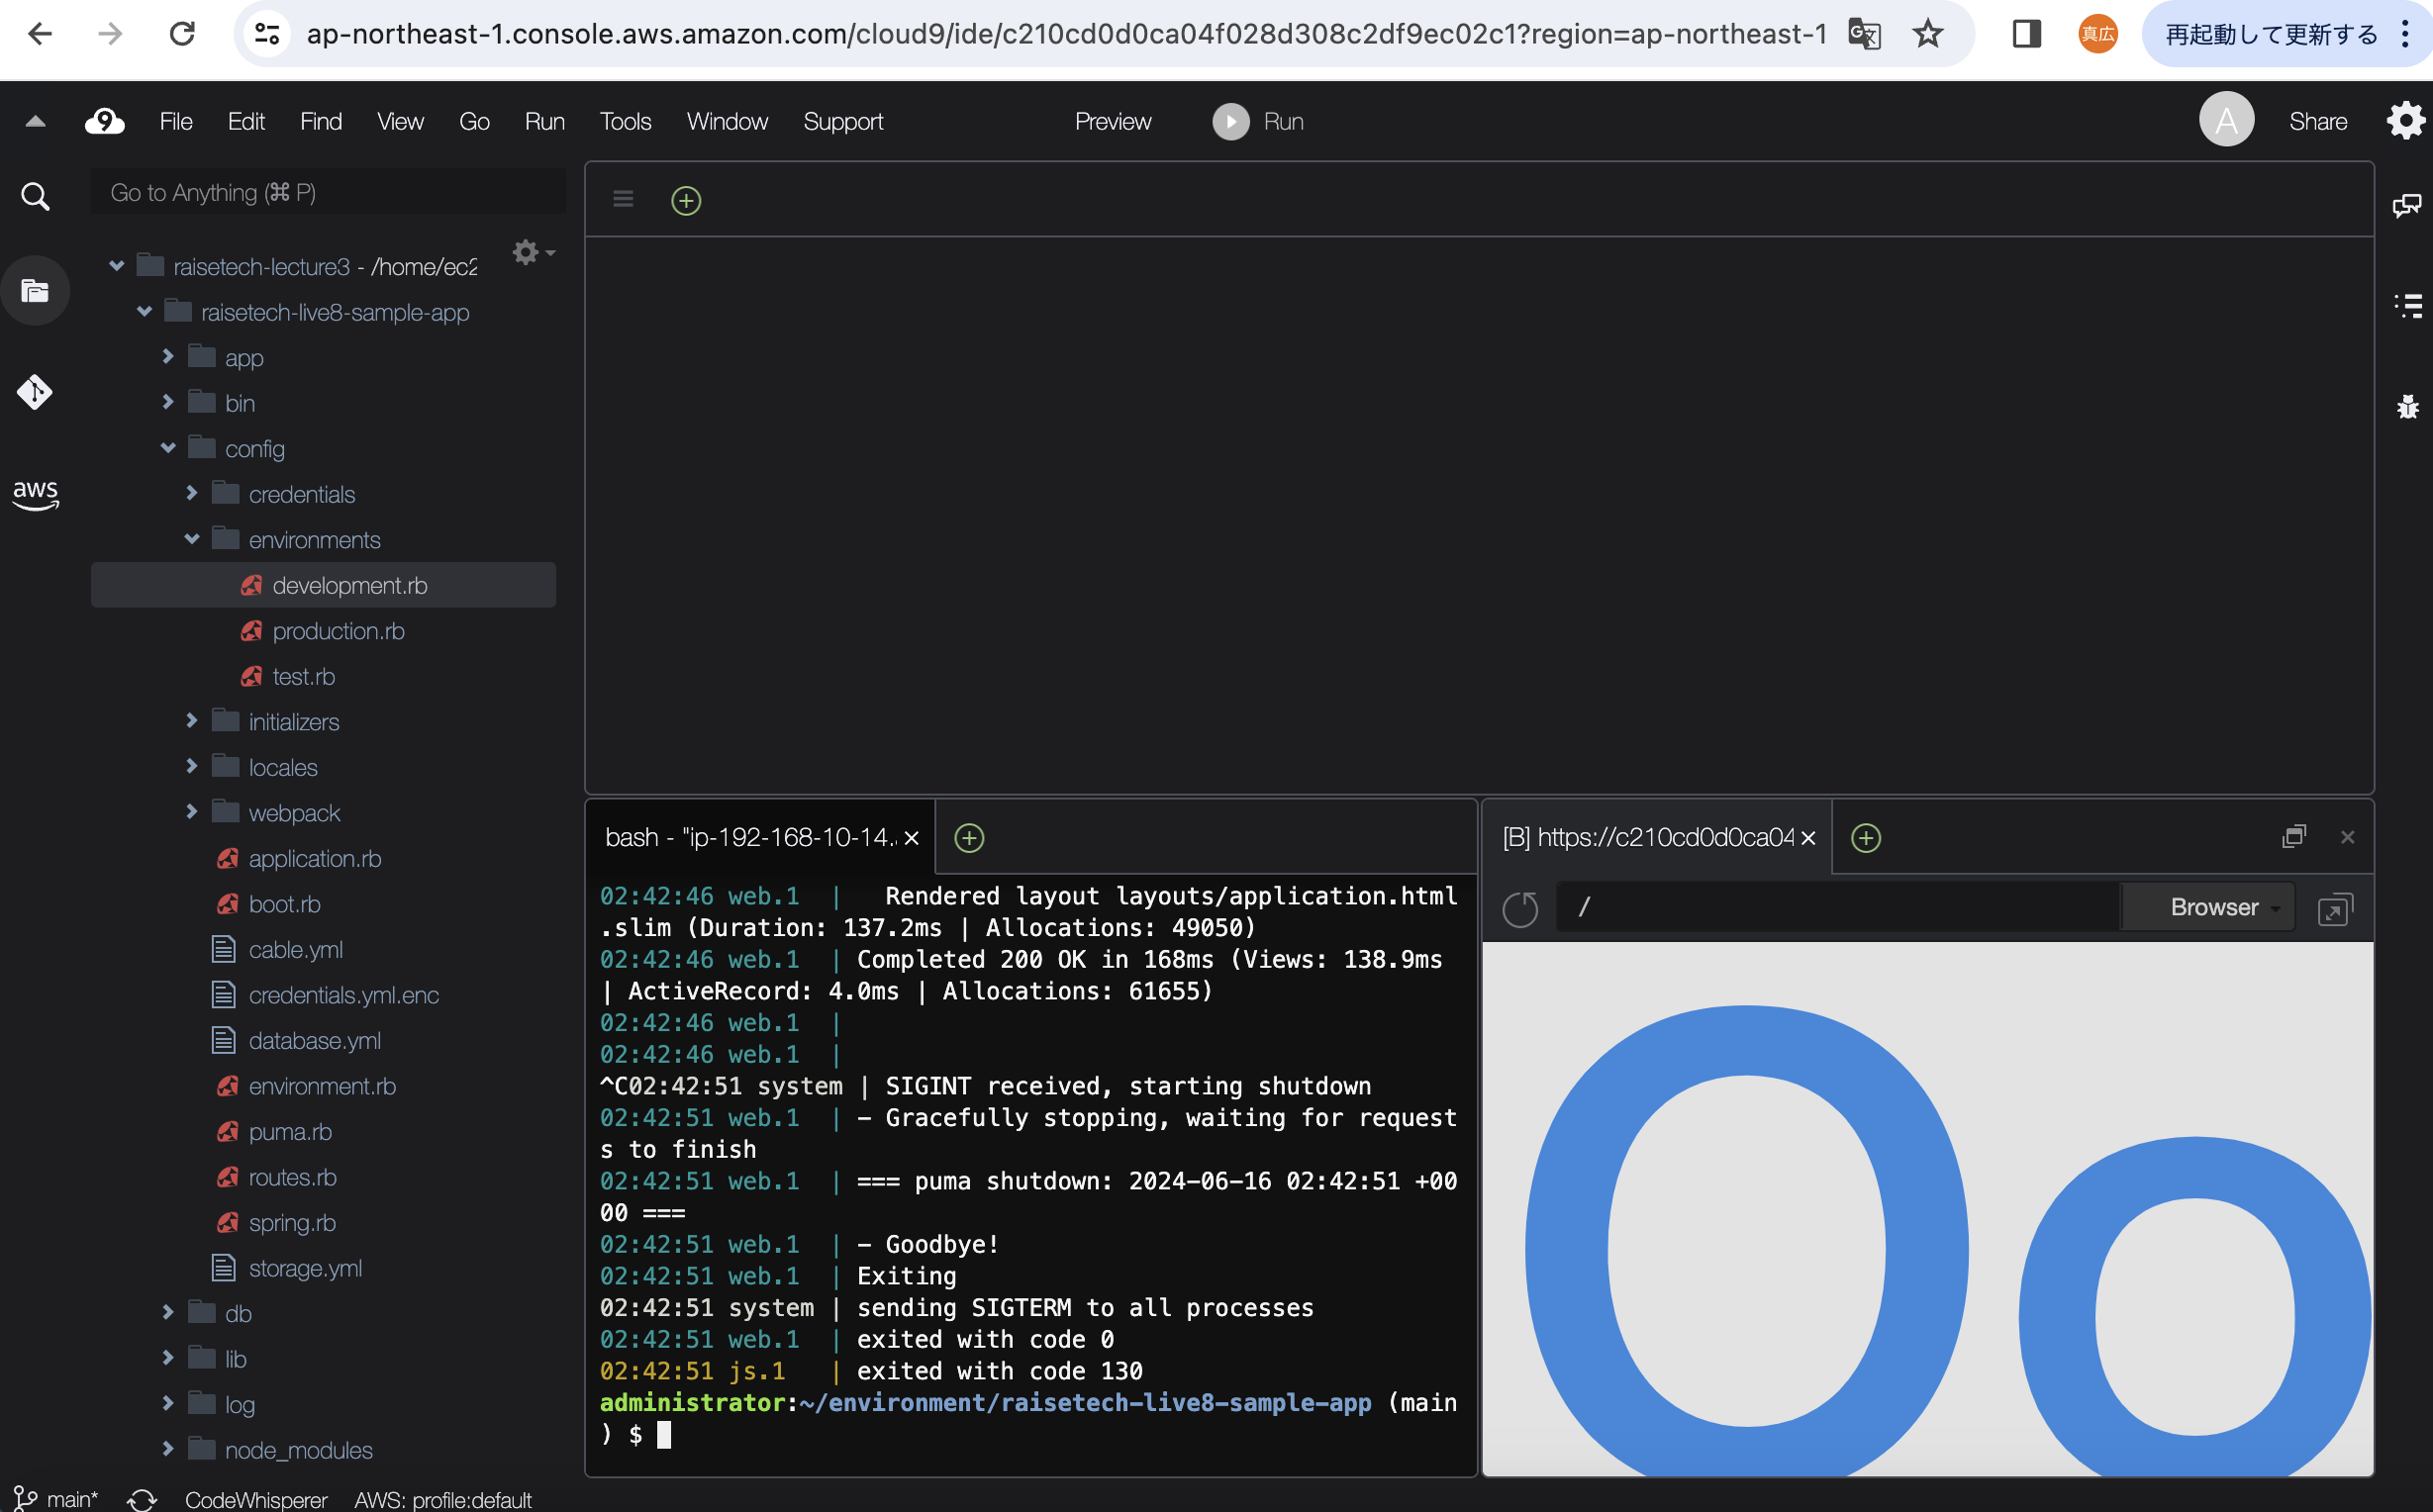 ap-northeast-1.console.aws.amazon.com/cloud9/ide/c210cd0d0ca04f028d308c2df9ec02c1?region=ap-northeast-1
真広
再起動して更新する
9 File Edit Find View Go Run Tools Window Support Preview Run A Share
Go to Anything (⌘ P)
raisetech-lecture3 - /home/ec2
raisetech-live8-sample-app
app
bin
config
aws
credentials
environments
development.rb
production.rb
test.rb
initializers
locales
webpack
application.rb
boot.rb
cable.yml
credentials.yml.enc
database.yml
environment.rb
puma.rb
routes.rb
spring.rb
storage.yml
db
lib
log
node_modules
bash - "ip-192-168-10-14.
02:42:46 web.1  |   Rendered layout layouts/application.html
.slim (Duration: 137.2ms | Allocations: 49050)
02:42:46 web.1  | Completed 200 OK in 168ms (Views: 138.9ms
| ActiveRecord: 4.0ms | Allocations: 61655)
02:42:46 web.1  |
02:42:46 web.1  |
^C02:42:51 system | SIGINT received, starting shutdown
02:42:51 web.1  | - Gracefully stopping, waiting for request
s to finish
02:42:51 web.1  | === puma shutdown: 2024-06-16 02:42:51 +00
00 ===
02:42:51 web.1  | - Goodbye!
02:42:51 web.1  | Exiting
02:42:51 system | sending SIGTERM to all processes
02:42:51 web.1  | exited with code 0
02:42:51 js.1   | exited with code 130
administrator:~/environment/raisetech-live8-sample-app (main
) $
[B] https://c210cd0d0ca04
/ Browser
Oo
main* CodeWhisperer AWS: profile:default